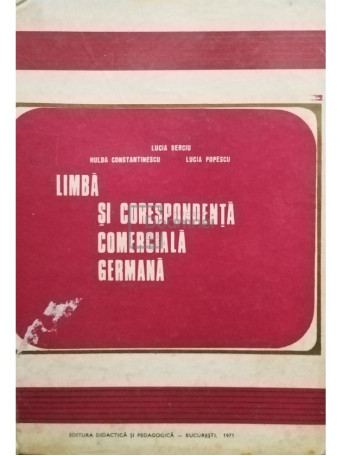 LUCIA BERCIU
HULDA CONSTANTINESCU LUCIA POPESCU
LIMBĂ
ȘI CORESPONDENȚĂ
COMERCIALĂ
GERMANĂ
EDITURA DIDACTICĂ ȘI PEDAGOGICĂ — BUCUREȘTI, 1971